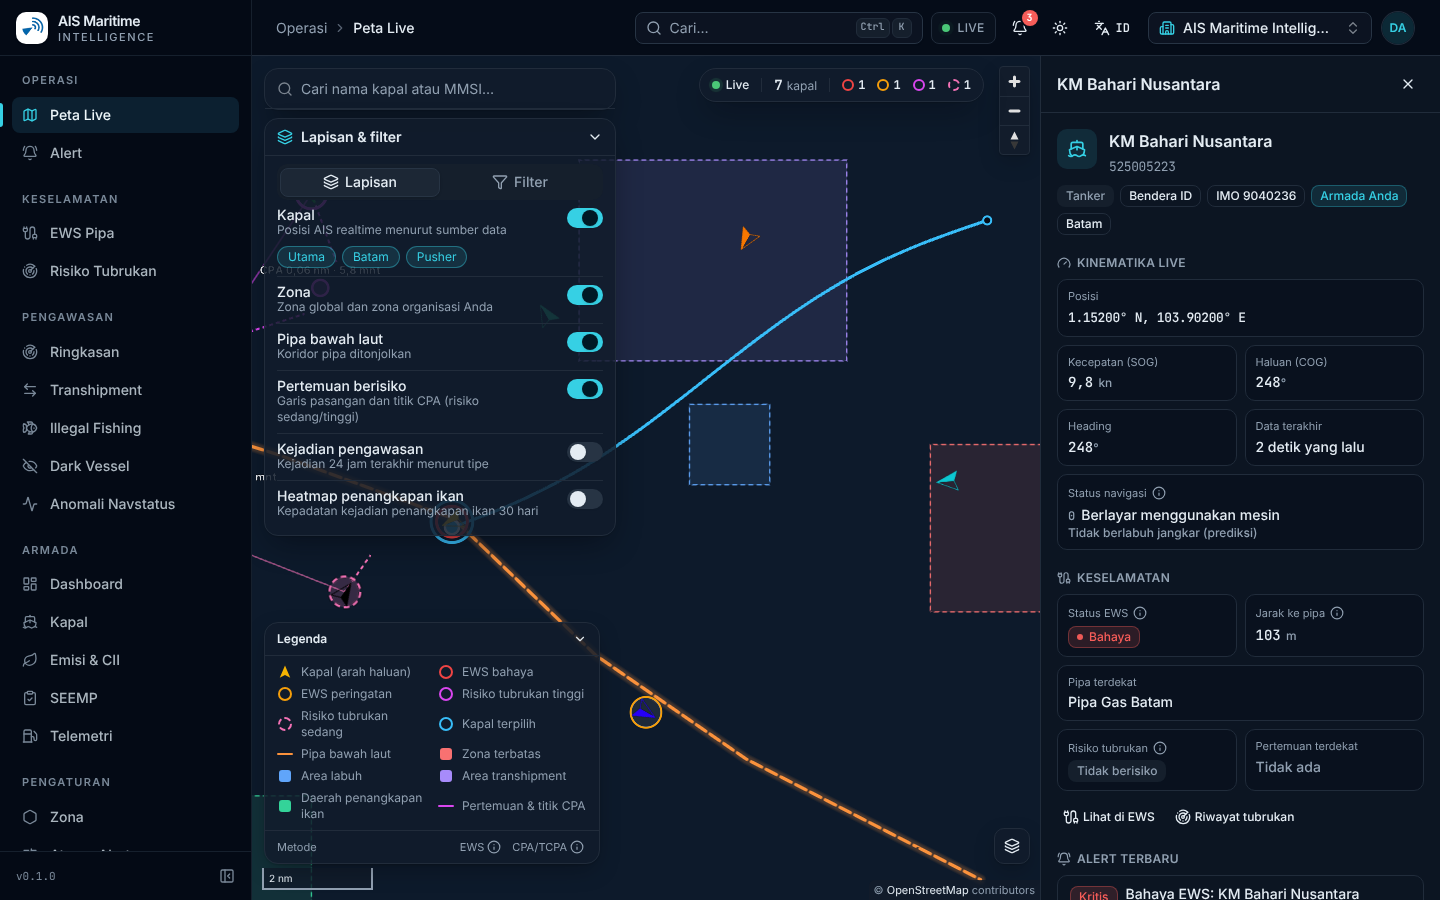 AIS Maritime
INTELLIGENCE
OPERASI
Peta Live
Alert
KESELAMATAN
EWS Pipa
Risiko Tubrukan
PENGAWASAN
Ringkasan
Transhipment
Illegal Fishing
Dark Vessel
Anomali Navstatus
ARMADA
Dashboard
Kapal
Emisi & CII
SEEMP
Telemetri
PENGATURAN
Zona
v0.1.0
Operasi > Peta Live
Cari... Ctrl K
LIVE
3
ID
AIS Maritime Intellig...
DA
Cari nama kapal atau MMSI...
Live 7 kapal 1 1 1 1
Lapisan & filter
Lapisan Filter
Kapal
Posisi AIS realtime menurut sumber data
Utama Batam Pusher
CPA 0,06 nm · 5,8 mnt
Zona
Zona global dan zona organisasi Anda
Pipa bawah laut
Koridor pipa ditonjolkan
Pertemuan berisiko
Garis pasangan dan titik CPA (risiko
sedang/tinggi)
Kejadian pengawasan
Kejadian 24 jam terakhir menurut tipe
Heatmap penangkapan ikan
Kepadatan kejadian penangkapan ikan 30 hari
Legenda
Kapal (arah haluan) EWS bahaya
EWS peringatan Risiko tubrukan tinggi
Risiko tubrukan
sedang
Kapal terpilih
Pipa bawah laut Zona terbatas
Area labuh Area transhipment
Daerah penangkapan
ikan
Pertemuan & titik CPA
Metode EWS CPA/TCPA
2 nm
© OpenStreetMap contributors
KM Bahari Nusantara
KM Bahari Nusantara
525005223
Tanker Bendera ID IMO 9040236 Armada Anda
Batam
KINEMATIKA LIVE
Posisi
1.15200° N, 103.90200° E
Kecepatan (SOG)
9,8 kn
Haluan (COG)
248°
Heading
248°
Data terakhir
2 detik yang lalu
Status navigasi
0 Berlayar menggunakan mesin
Tidak berlabuh jangkar (prediksi)
KESELAMATAN
Status EWS
Bahaya
Jarak ke pipa
103 m
Pipa terdekat
Pipa Gas Batam
Risiko tubrukan
Tidak berisiko
Pertemuan terdekat
Tidak ada
Lihat di EWS Riwayat tubrukan
ALERT TERBARU
Kritis Bahaya EWS: KM Bahari Nusantara